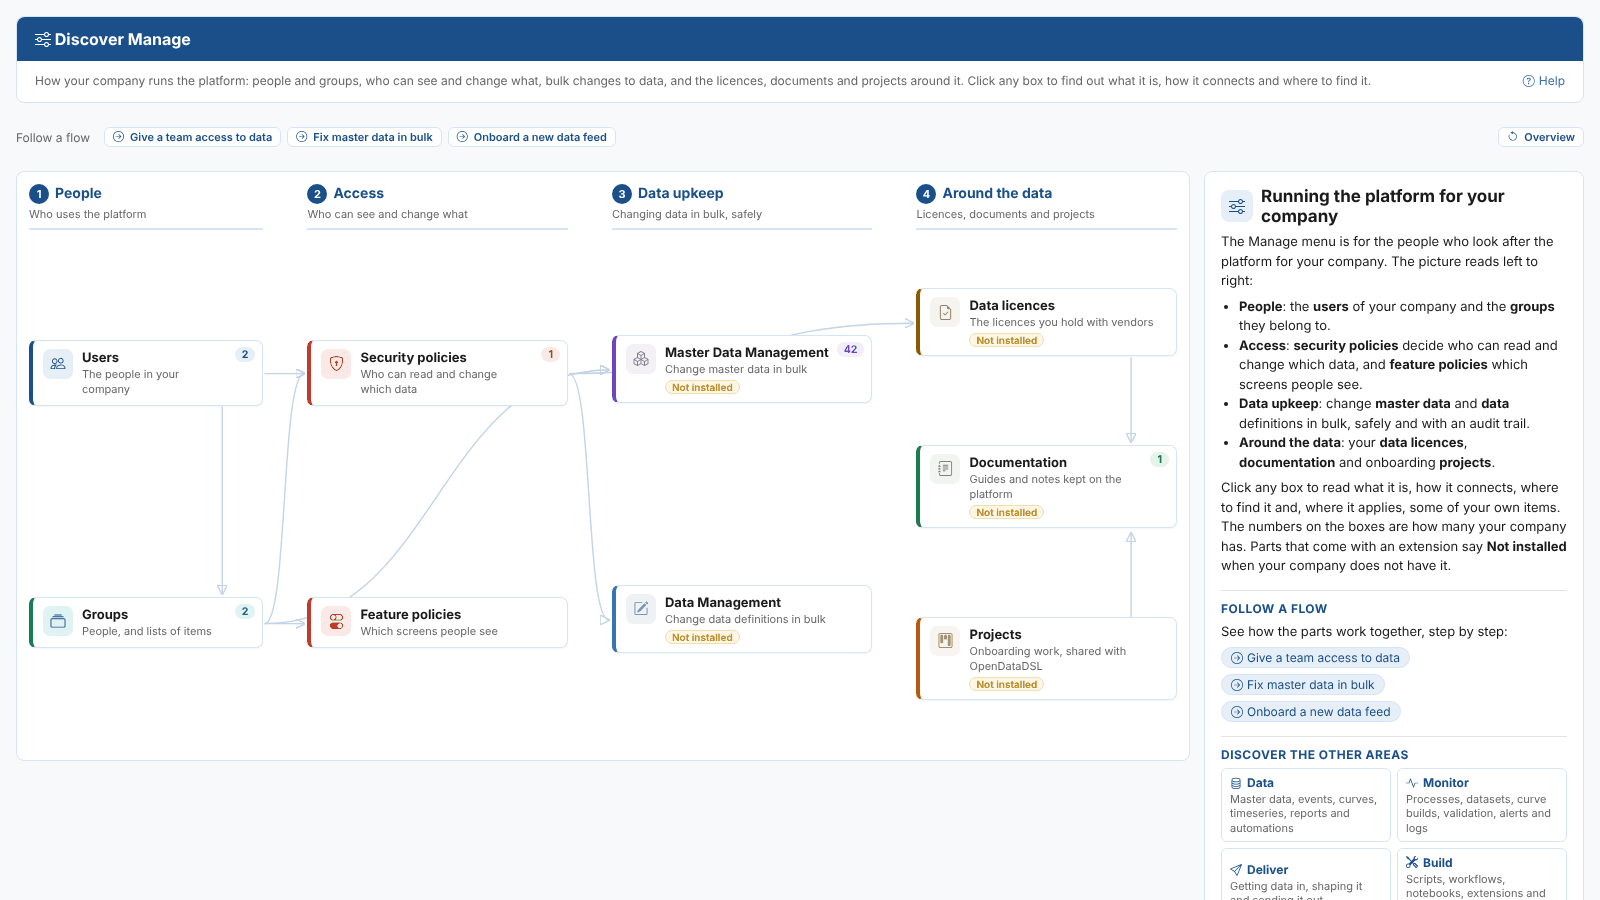 Discover Manage
How your company runs the platform: people and groups, who can see and change what, bulk changes to data, and the licences, documents and projects around it. Click any box to find out what it is, how it connects and where to find it.
Help
Follow a flow
Give a team access to data
Fix master data in bulk
Onboard a new data feed
Overview
1 People
Who uses the platform
2 Access
Who can see and change what
3 Data upkeep
Changing data in bulk, safely
4 Around the data
Licences, documents and projects
Users 2
The people in your
company
Groups 2
People, and lists of items
Security policies 1
Who can read and change
which data
Feature policies
Which screens people see
Master Data Management 42
Change master data in bulk
Not installed
Data Management
Change data definitions in bulk
Not installed
Data licences
The licences you hold with vendors
Not installed
Documentation 1
Guides and notes kept on the
platform
Not installed
Projects
Onboarding work, shared with
OpenDataDSL
Not installed
Running the platform for your
company
The Manage menu is for the people who look after the
platform for your company. The picture reads left to
right:
• People: the users of your company and the groups
they belong to.
• Access: security policies decide who can read and
change which data, and feature policies which
screens people see.
• Data upkeep: change master data and data
definitions in bulk, safely and with an audit trail.
• Around the data: your data licences,
documentation and onboarding projects.
Click any box to read what it is, how it connects, where
to find it and, where it applies, some of your own items.
The numbers on the boxes are how many your company
has. Parts that come with an extension say Not installed
when your company does not have it.
FOLLOW A FLOW
See how the parts work together, step by step:
Give a team access to data
Fix master data in bulk
Onboard a new data feed
DISCOVER THE OTHER AREAS
Data
Master data, events, curves,
timeseries, reports and
automations
Monitor
Processes, datasets, curve
builds, validation, alerts and
logs
Deliver
Getting data in, shaping it
and sending it out
Build
Scripts, workflows,
notebooks, extensions and